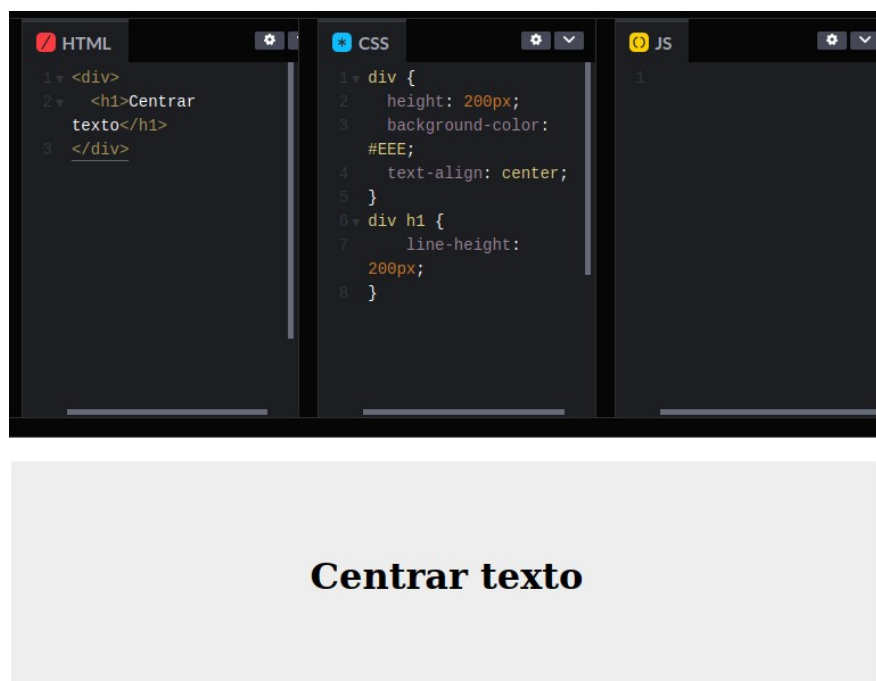 HTML
1 <div>
2 <h1>Centrar
texto</h1>
3 </div>
CSS
1 div {
2 height: 200px;
3 background-color:
#EEE;
4 text-align: center;
5 }
6 div h1 {
7 line-height:
200px;
8 }
JS
1
Centrar texto